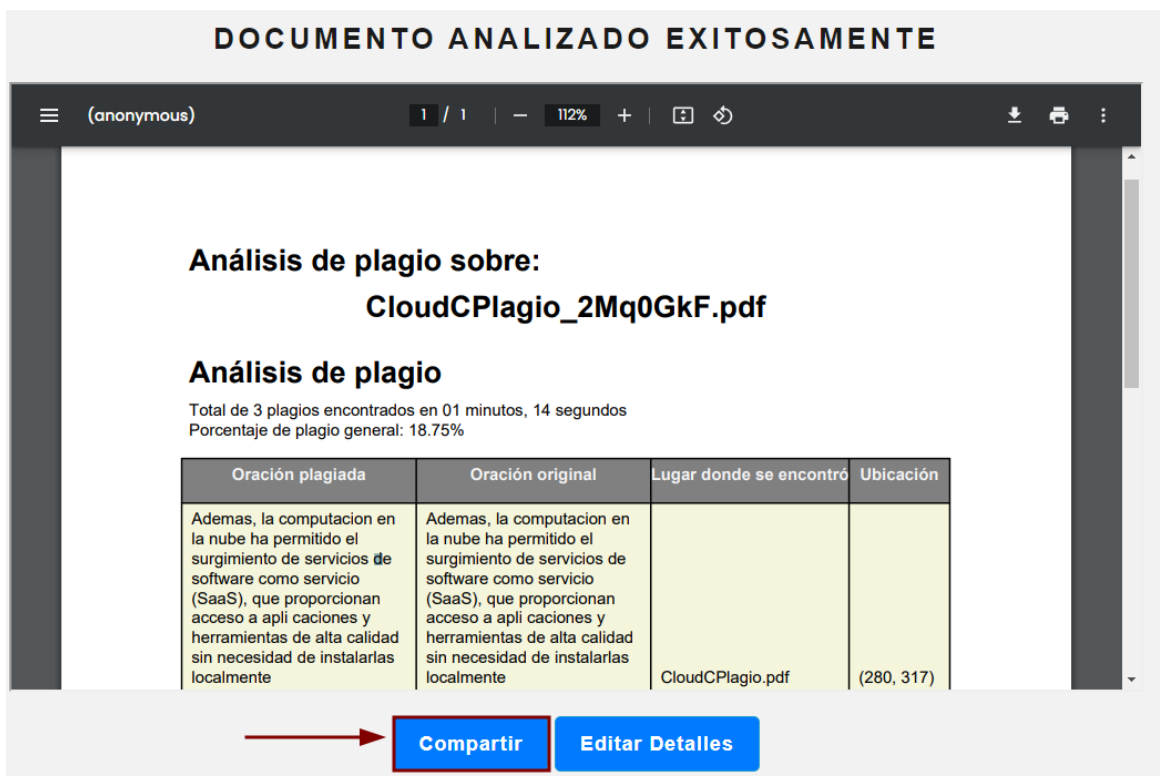 DOCUMENTO ANALIZADO EXITOSAMENTE
(anonymous)
1 / 1
112%
Análisis de plagio sobre:
CloudCPlagio_2Mq0GkF.pdf
Análisis de plagio
Total de 3 plagios encontrados en 01 minutos, 14 segundos
Porcentaje de plagio general: 18.75%
Oración plagiada
Oración original
Lugar donde se encontró
Ubicación
Ademas, la computacion en
la nube ha permitido el
surgimiento de servicios de
software como servicio
(SaaS), que proporcionan
acceso a apli caciones y
herramientas de alta calidad
sin necesidad de instalarlas
localmente
Ademas, la computacion en
la nube ha permitido el
surgimiento de servicios de
software como servicio
(SaaS), que proporcionan
acceso a apli caciones y
herramientas de alta calidad
sin necesidad de instalarlas
localmente
CloudCPlagio.pdf
(280, 317)
Compartir
Editar Detalles